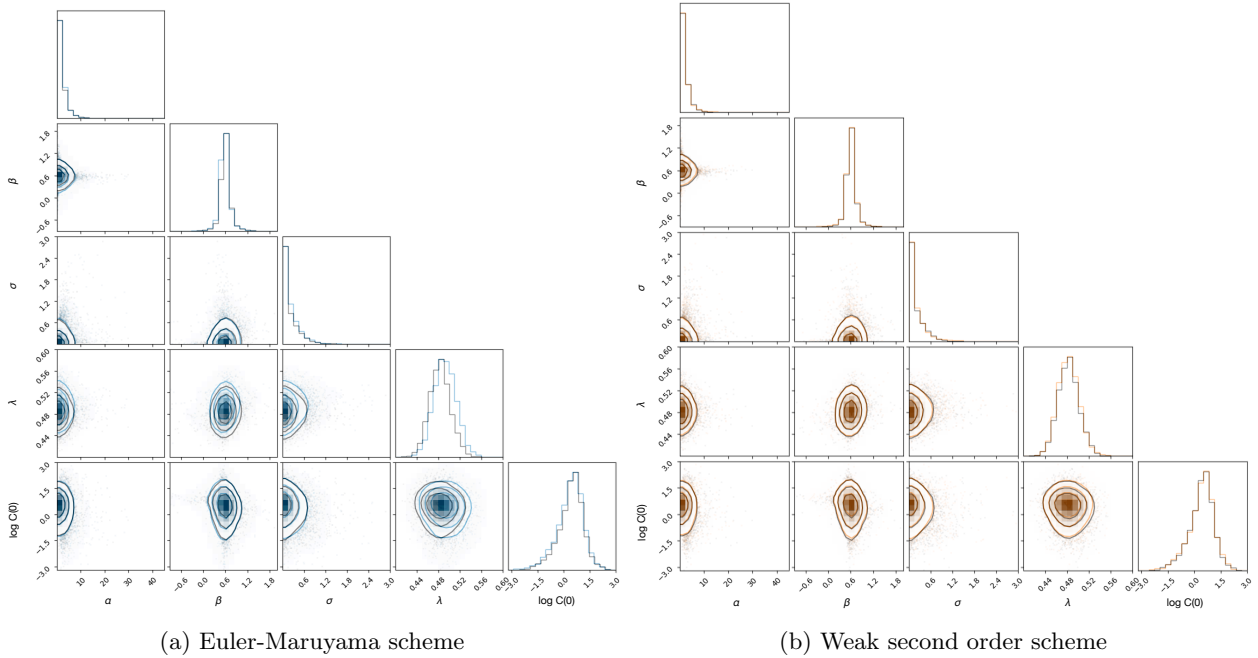 β
1.8
1.2
0.6
0.0
−0.6
σ
3.0
2.4
1.8
1.2
0.6
λ
0.60
0.56
0.52
0.48
0.44
log C(0)
3.0
1.5
0.0
−1.5
−3.0
10 20 30 40
α
−0.6 0.0 0.6 1.2 1.8
β
0.6 1.2 1.8 2.4 3.0
σ
0.44 0.48 0.52 0.56 0.60
λ
−3.0 −1.5 0.0 1.5 3.0
log C(0)
(a) Euler-Maruyama scheme
β
1.8
1.2
0.6
0.0
−0.6
σ
3.0
2.4
1.8
1.2
0.6
λ
0.60
0.56
0.52
0.48
0.44
log C(0)
3.0
1.5
0.0
−1.5
−3.0
10 20 30 40
α
−0.6 0.0 0.6 1.2 1.8
β
0.6 1.2 1.8 2.4 3.0
σ
0.44 0.48 0.52 0.56 0.60
λ
−3.0 −1.5 0.0 1.5 3.0
log C(0)
(b) Weak second order scheme